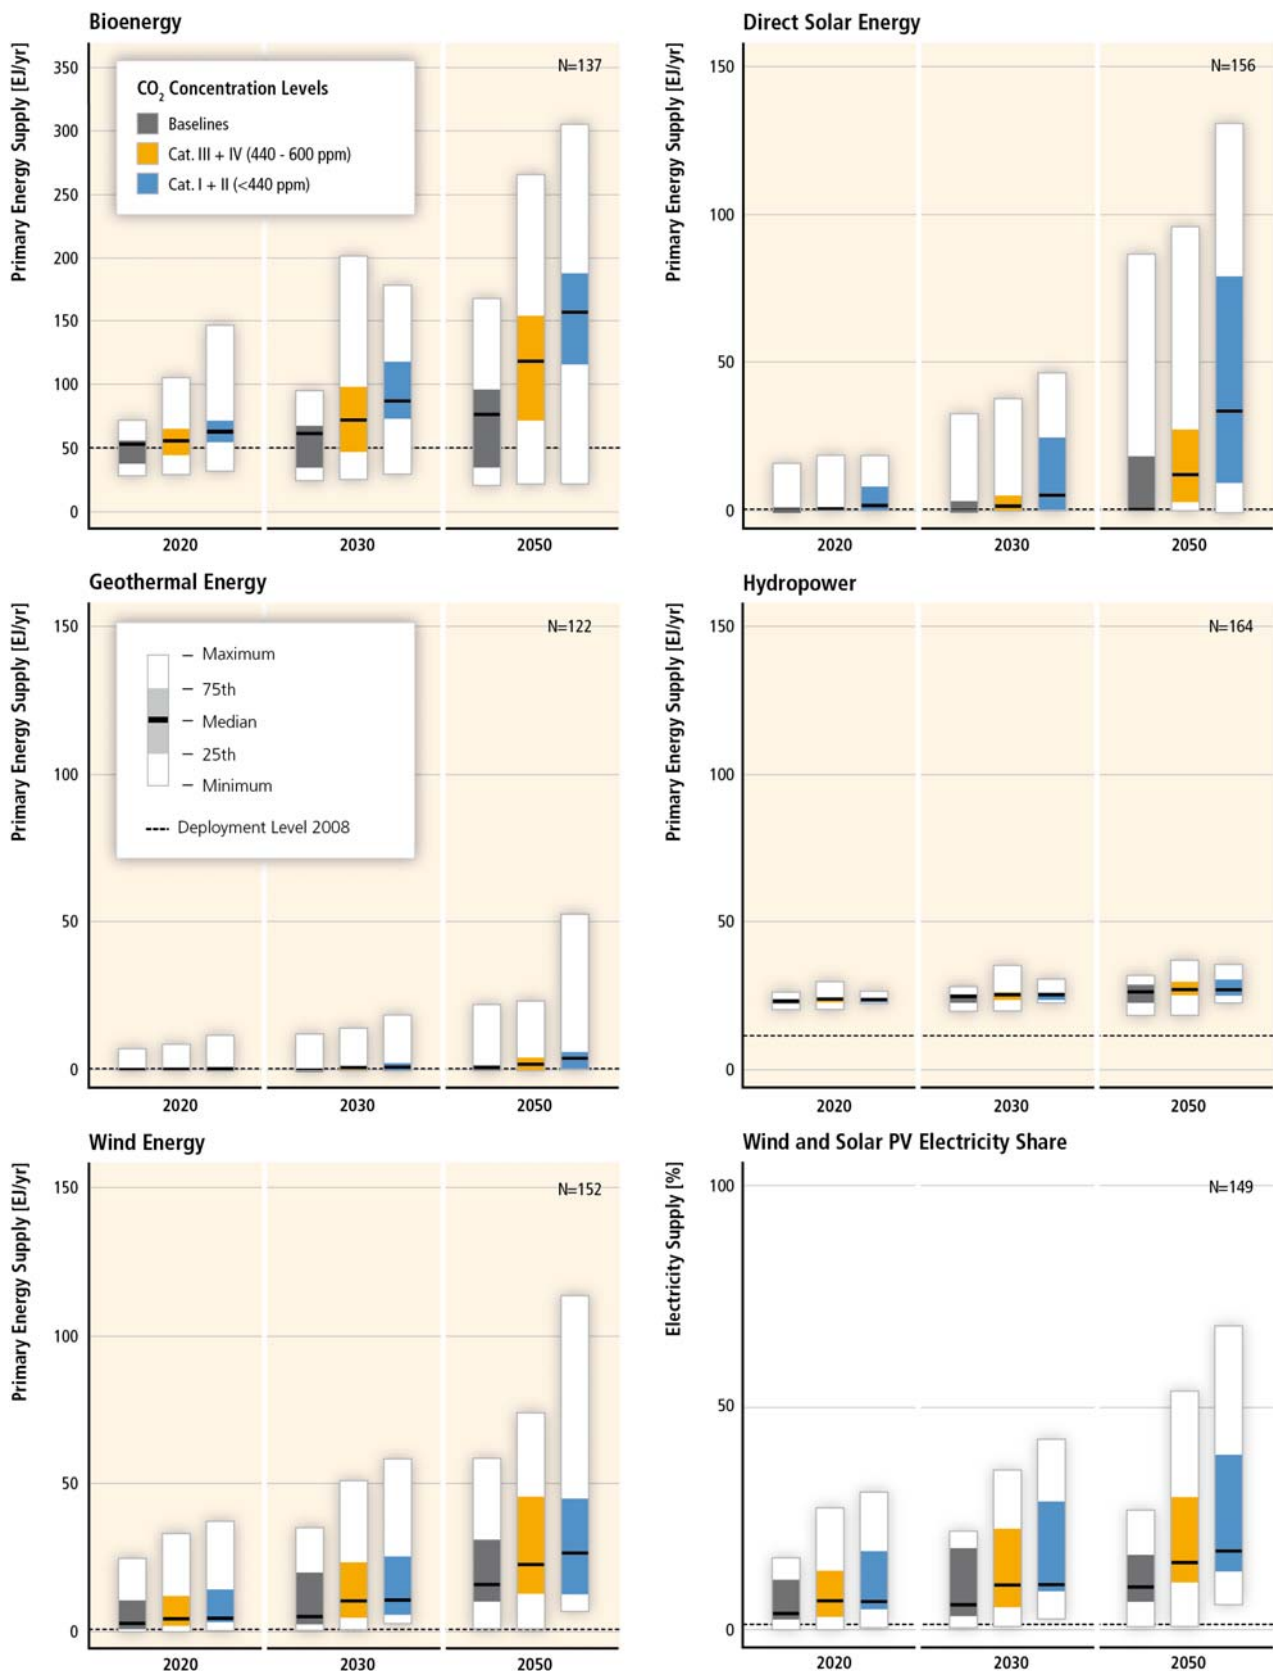 Bioenergy
Primary Energy Supply [EJ/yr]
350
300
250
200
150
100
50
0
N=137
CO2 Concentration Levels
Baselines
Cat. III + IV (440 - 600 ppm)
Cat. I + II (<440 ppm)
2020
2030
2050
Direct Solar Energy
Primary Energy Supply [EJ/yr]
150
100
50
0
N=156
2020
2030
2050
Geothermal Energy
Primary Energy Supply [EJ/yr]
150
100
50
0
N=122
Maximum
75th
Median
25th
Minimum
Deployment Level 2008
2020
2030
2050
Hydropower
Primary Energy Supply [EJ/yr]
150
100
50
0
N=164
2020
2030
2050
Wind Energy
Primary Energy Supply [EJ/yr]
150
100
50
0
N=152
2020
2030
2050
Wind and Solar PV Electricity Share
Electricity Supply [%]
100
50
0
N=149
2020
2030
2050